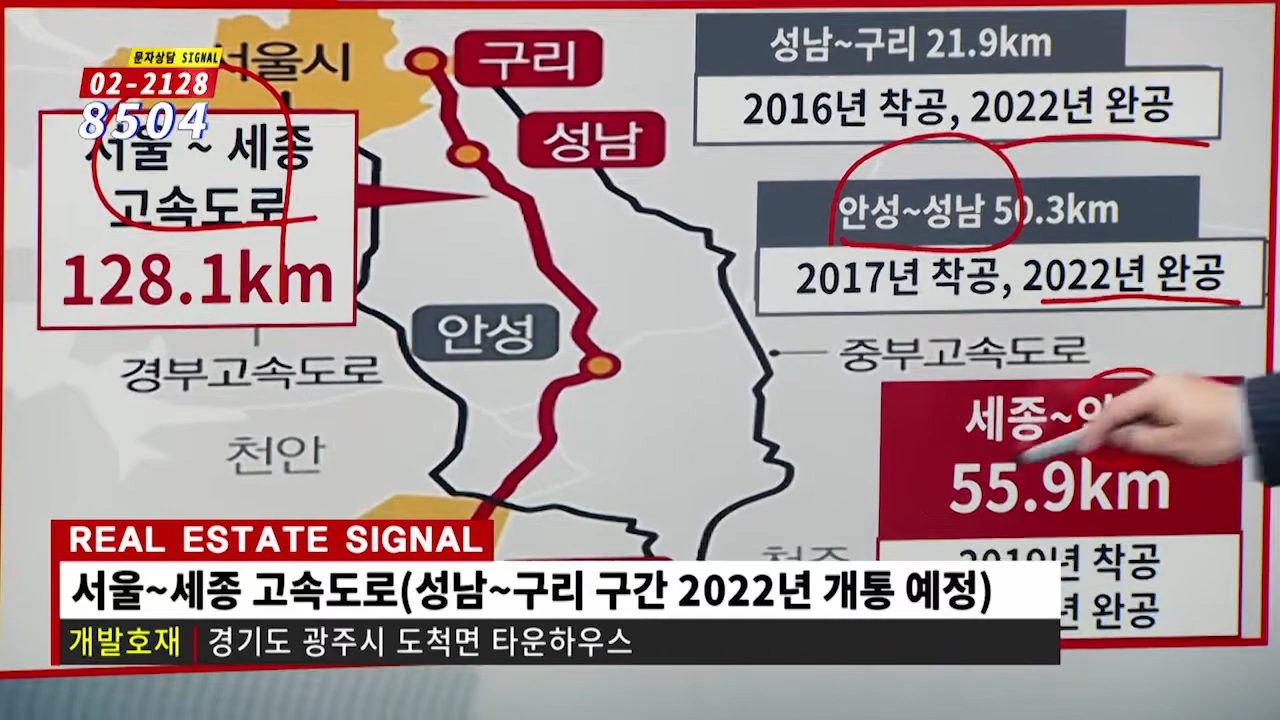 문자상담 SIGNAL
02-2128
8504
서울시
구리
성남
서울 ~ 세종
고속도로
128.1km
성남~구리 21.9km
2016년 착공, 2022년 완공
안성~성남 50.3km
2017년 착공, 2022년 완공
안성
경부고속도로
중부고속도로
천안
세종~
55.9km
착공
년 완공
REAL ESTATE SIGNAL
서울~세종 고속도로(성남~구리 구간 2022년 개통 예정)
개발호재 경기도 광주시 도척면 타운하우스